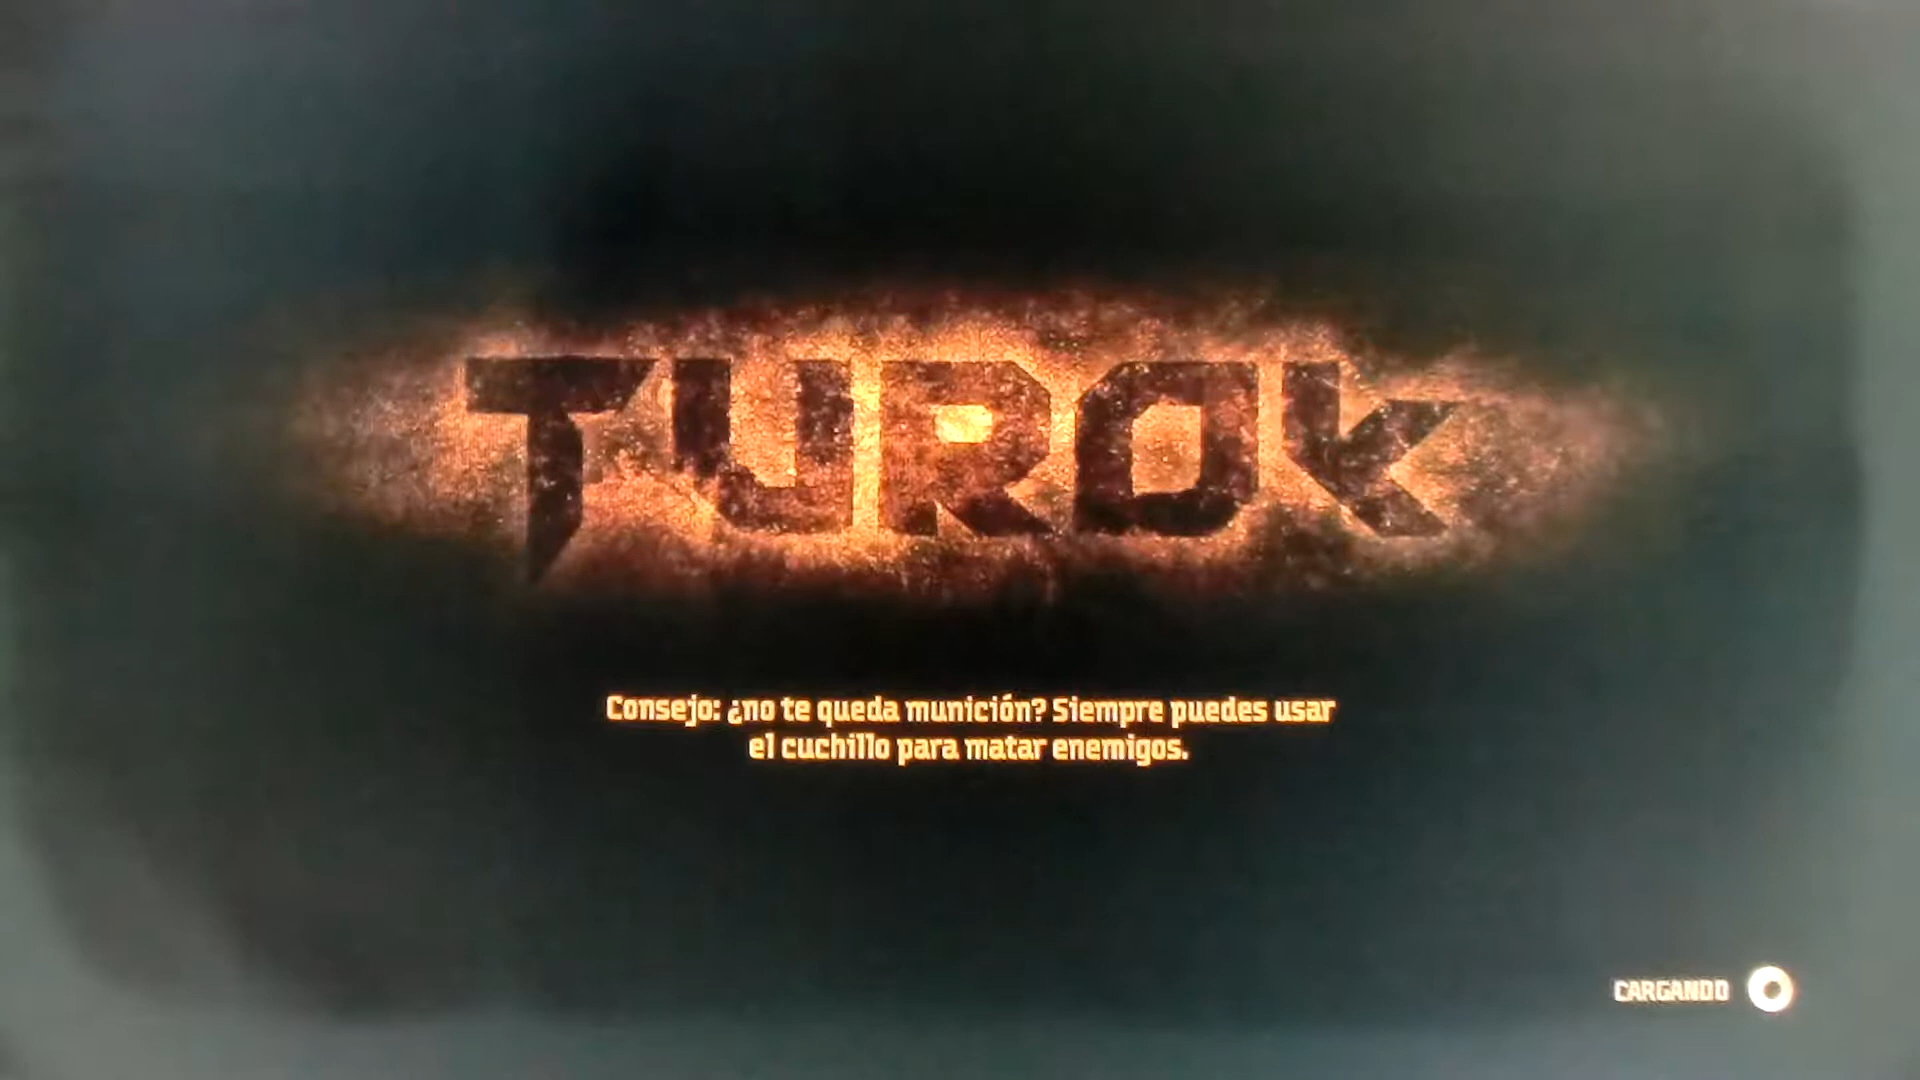 TUROK
Consejo: ¿no te queda munición? Siempre puedes usar
el cuchillo para matar enemigos.
CARGANDO